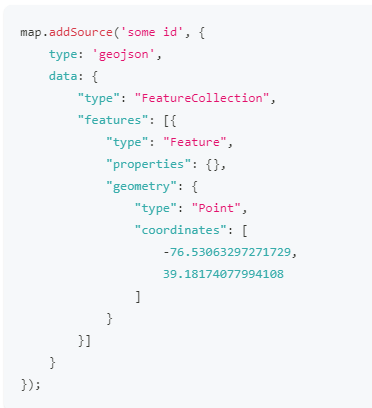 map.addSource('some id', {
    type: 'geojson',
    data: {
        "type": "FeatureCollection",
        "features": [{
            "type": "Feature",
            "properties": {},
            "geometry": {
                "type": "Point",
                "coordinates": [
                    -76.53063297271729,
                    39.18174077994108
                ]
            }
        }]
    }
});